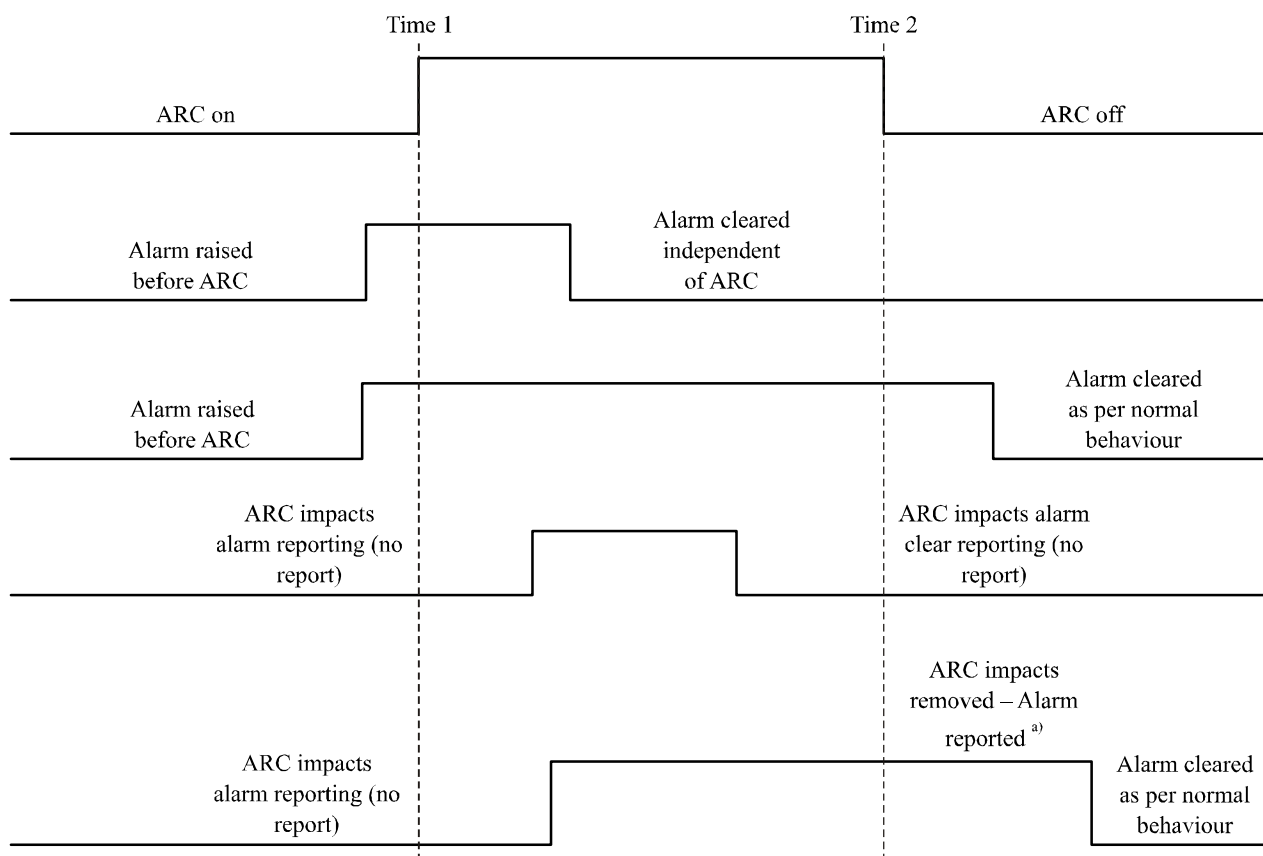 Time 1
Time 2
ARC on
ARC off
Alarm raised
before ARC
Alarm cleared
independent
of ARC
Alarm raised
before ARC
Alarm cleared
as per normal
behaviour
ARC impacts
alarm reporting (no
report)
ARC impacts alarm
clear reporting (no
report)
ARC impacts
removed – Alarm
reported a)
ARC impacts
alarm reporting (no
report)
Alarm cleared
as per normal
behaviour